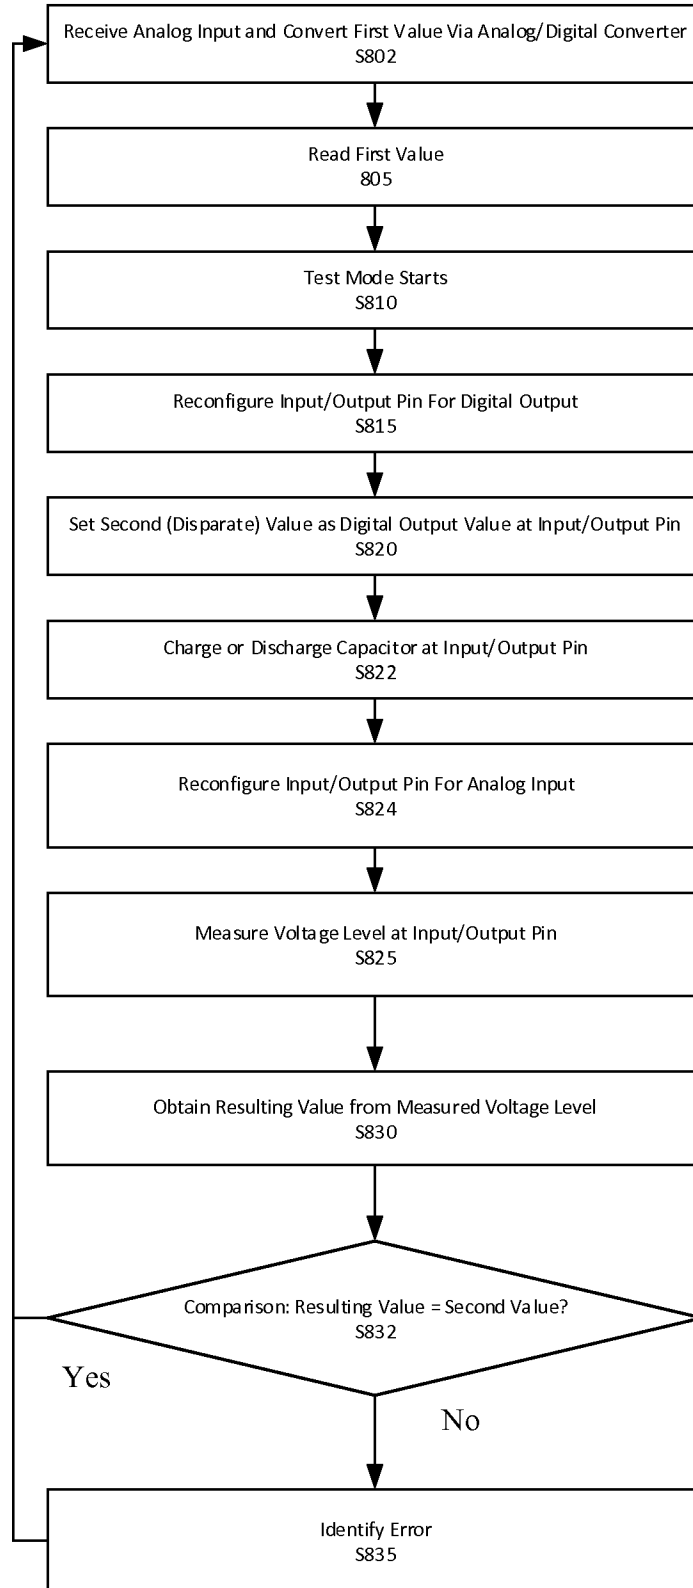 Receive Analog Input and Convert First Value Via Analog/Digital Converter
S802
Read First Value
805
Test Mode Starts
S810
Reconfigure Input/Output Pin For Digital Output
S815
Set Second (Disparate) Value as Digital Output Value at Input/Output Pin
S820
Charge or Discharge Capacitor at Input/Output Pin
S822
Reconfigure Input/Output Pin For Analog Input
S824
Measure Voltage Level at Input/Output Pin
S825
Obtain Resulting Value from Measured Voltage Level
S830
Comparison: Resulting Value = Second Value?
S832
Yes
No
Identify Error
S835